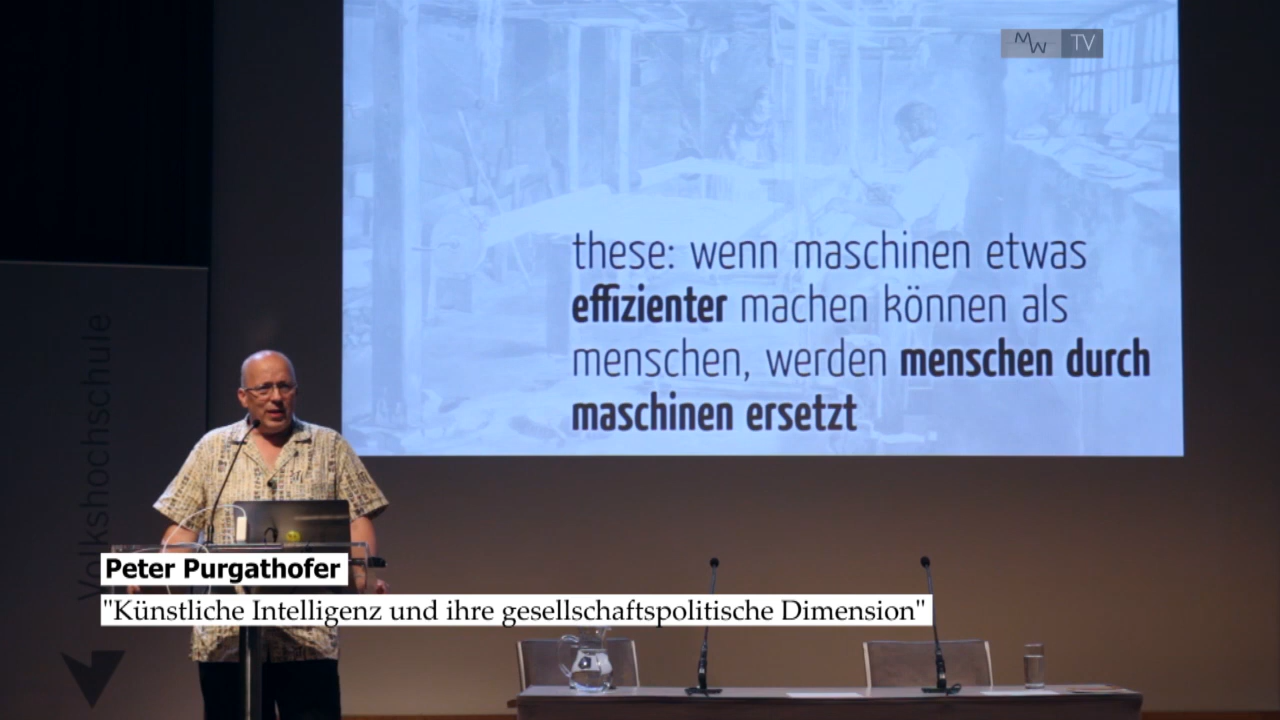 MW TV
these: wenn maschinen etwas
effizienter machen können als
menschen, werden menschen durch
maschinen ersetzt
Volkshochschule
Peter Purgathofer
"Künstliche Intelligenz und ihre gesellschaftspolitische Dimension"